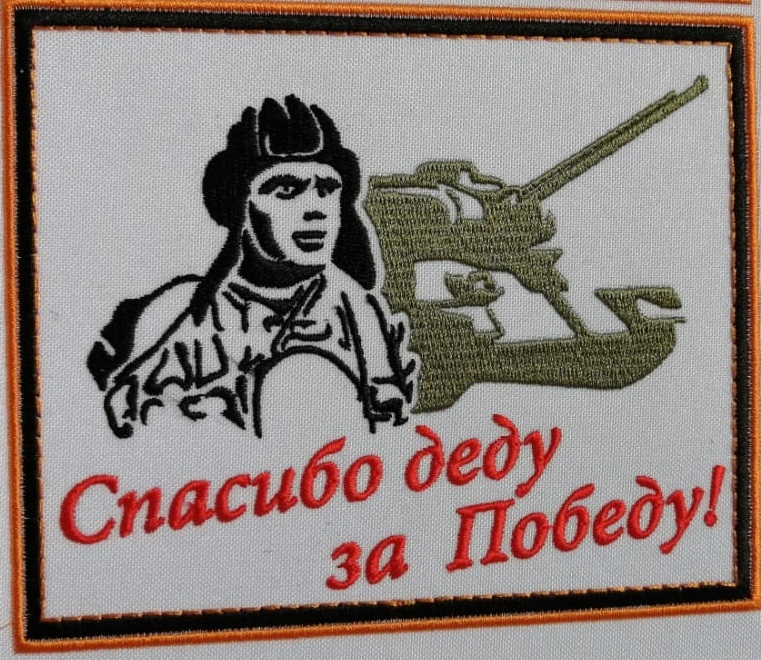 Спасибо деду
за Победу!